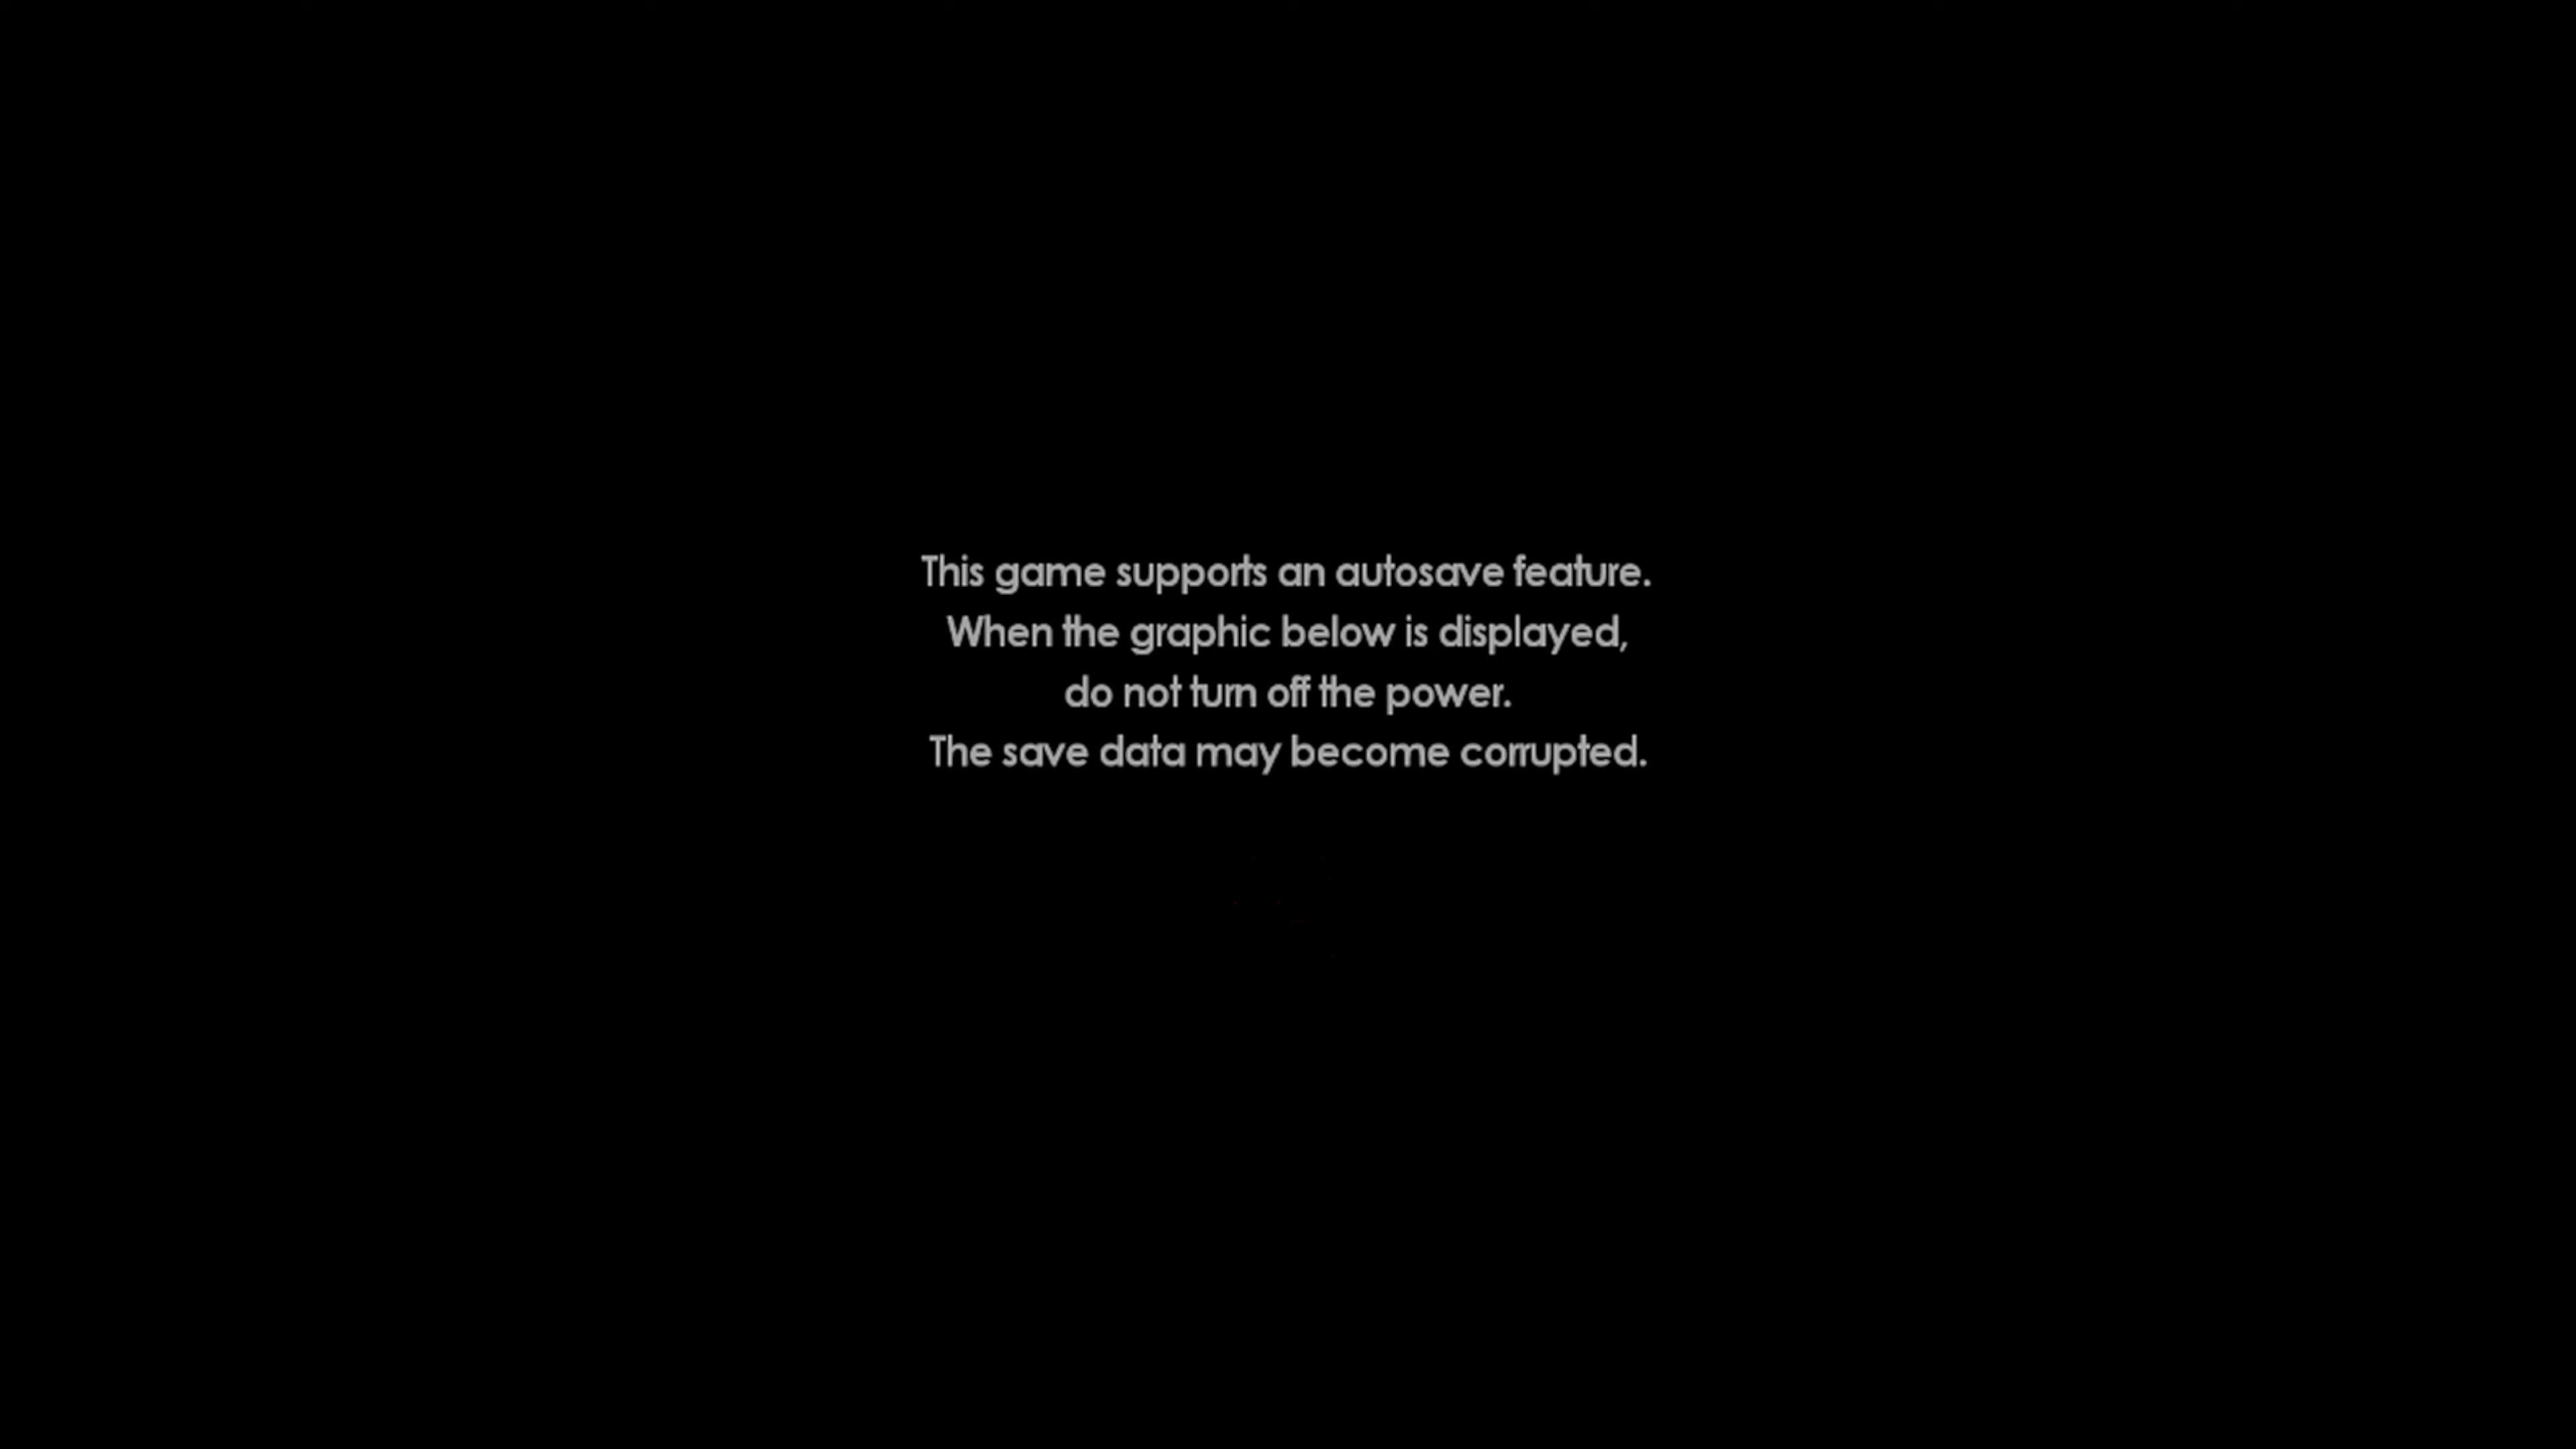 This game supports an autosave feature.
When the graphic below is displayed,
do not turn off the power.
The save data may become corrupted.